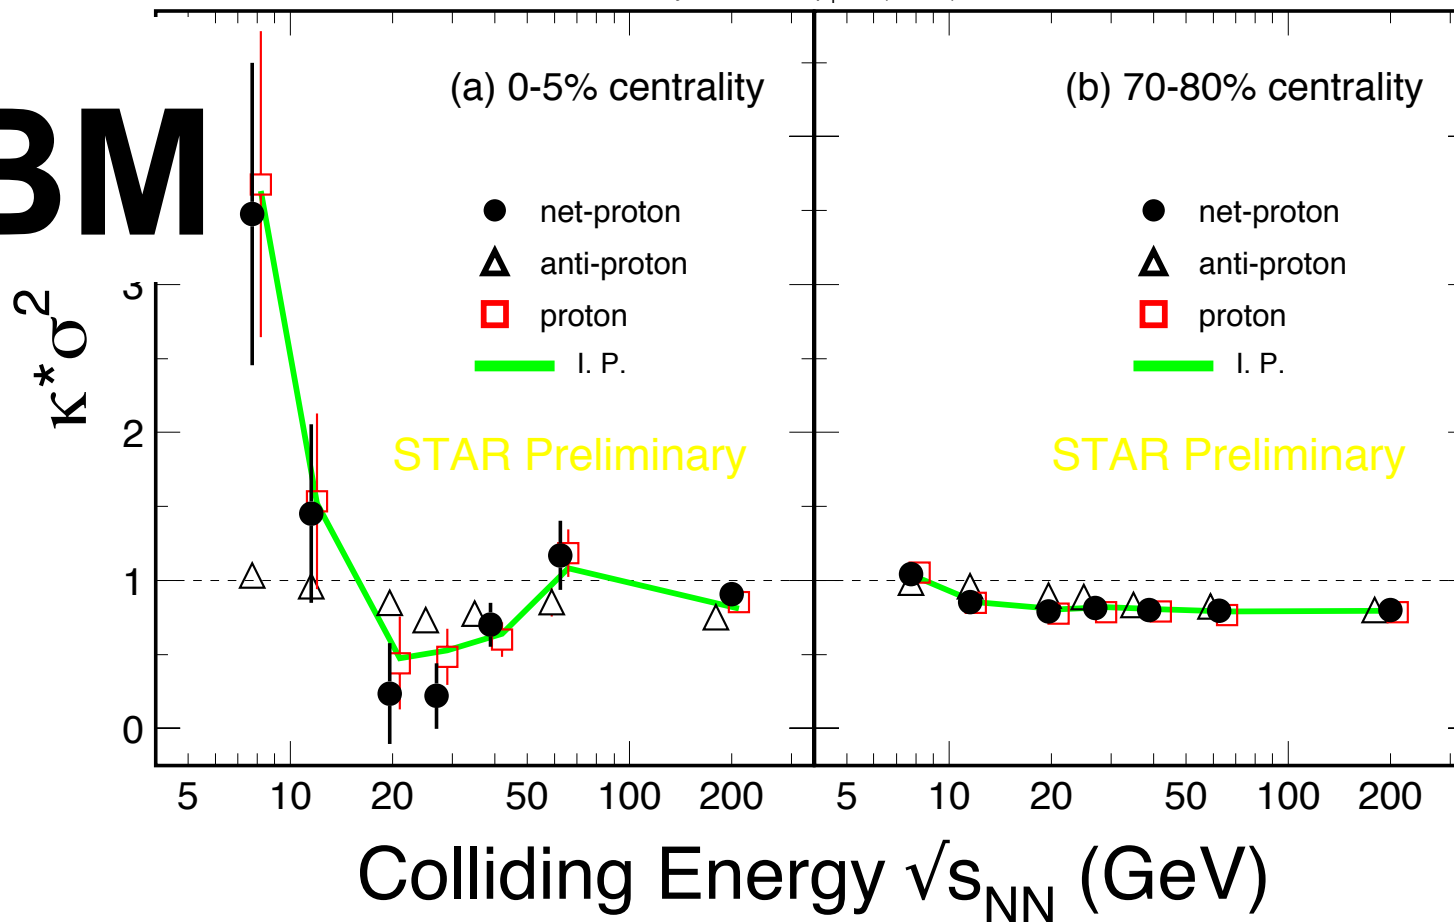 (a) 0-5% centrality
(b) 70-80% centrality
BM
net-proton
anti-proton
proton
I. P.
net-proton
anti-proton
proton
I. P.
STAR Preliminary
STAR Preliminary
κ*σ²
3
2
1
0
5 10 20 50 100 200
5 10 20 50 100 200
Colliding Energy √sNN (GeV)